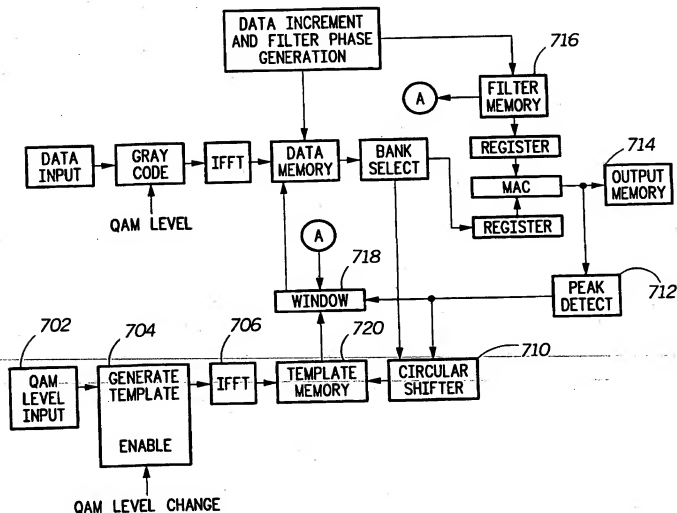 DATA INCREMENT
AND FILTER PHASE
GENERATION
716
A
FILTER
MEMORY
REGISTER
714
DATA
INPUT
GRAY
CODE
IFFT
DATA
MEMORY
BANK
SELECT
MAC
OUTPUT
MEMORY
QAM LEVEL
REGISTER
A
718
WINDOW
PEAK
DETECT
712
702
704
706
720
710
QAM
LEVEL
INPUT
GENERATE
TEMPLATE
ENABLE
IFFT
TEMPLATE
MEMORY
CIRCULAR
SHIFTER
QAM LEVEL CHANGE